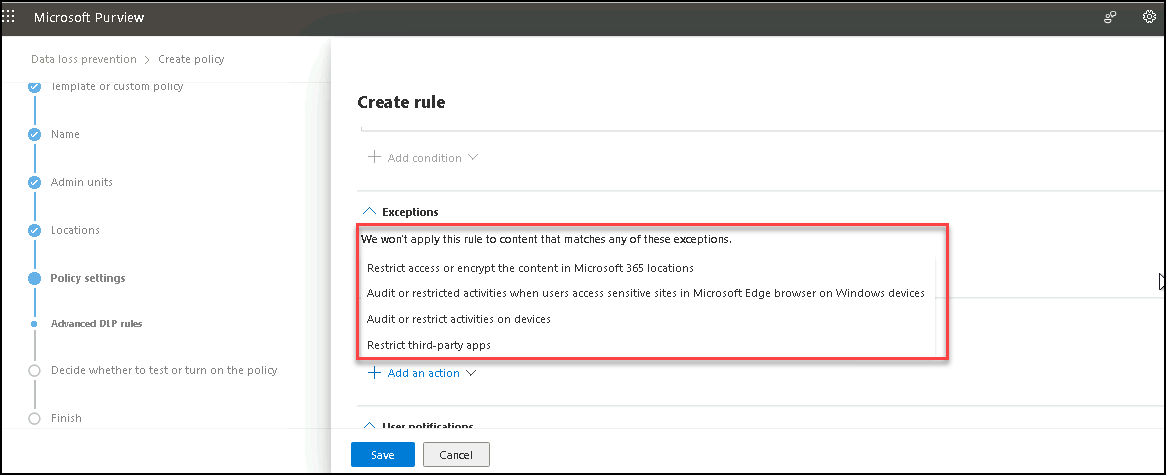 Microsoft Purview
Data loss prevention > Create policy
Template or custom policy
Name
Admin units
Locations
Policy settings
Advanced DLP rules
Decide whether to test or turn on the policy
Finish
Create rule
Add condition
Exceptions
We won't apply this rule to content that matches any of these exceptions.
Restrict access or encrypt the content in Microsoft 365 locations
Audit or restricted activities when users access sensitive sites in Microsoft Edge browser on Windows devices
Audit or restrict activities on devices
Restrict third-party apps
Add an action
User notifications
Save Cancel